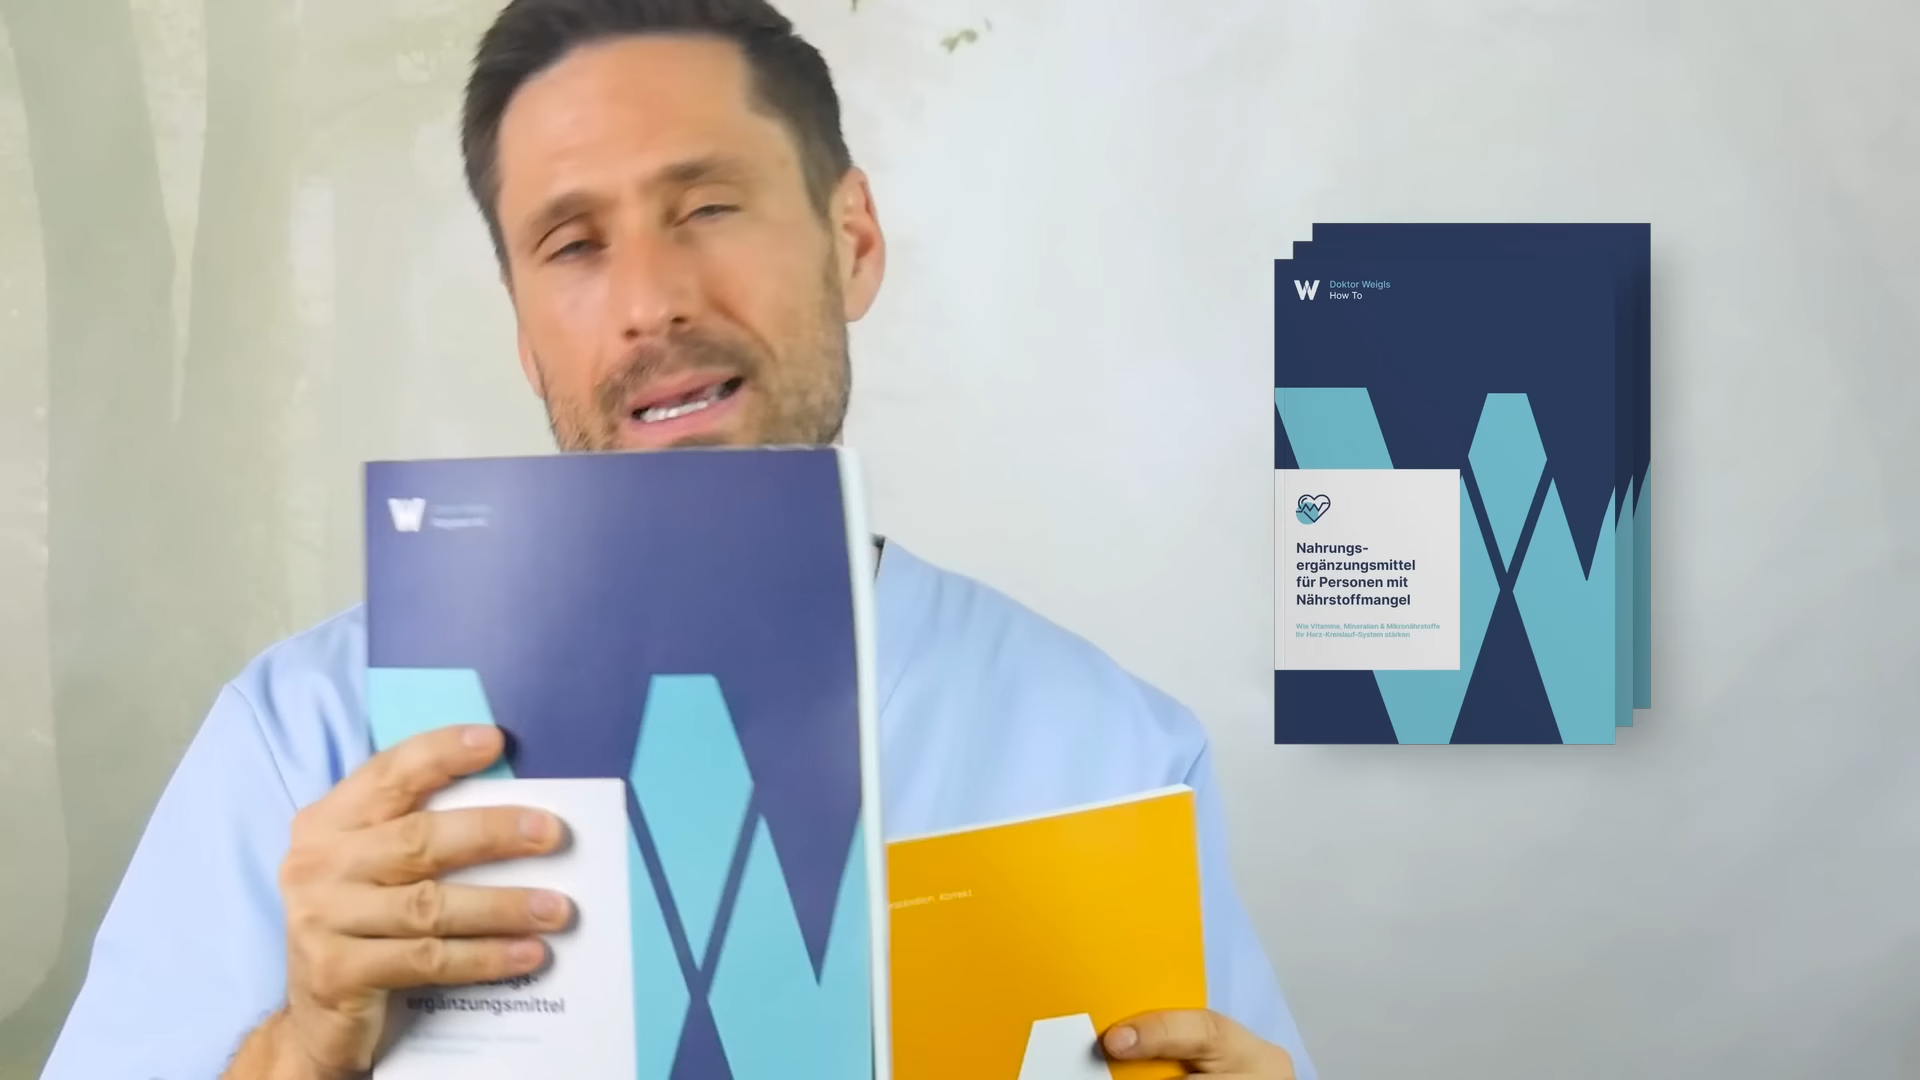 W
Doktor Weigls
How To
Nahrungs-
ergänzungsmittel
für Personen mit
Nährstoffmangel
Wie Vitamine, Mineralien & Mikronährstoffe
Ihr Herz-Kreislauf-System stärken
W
ergänzungsmittel